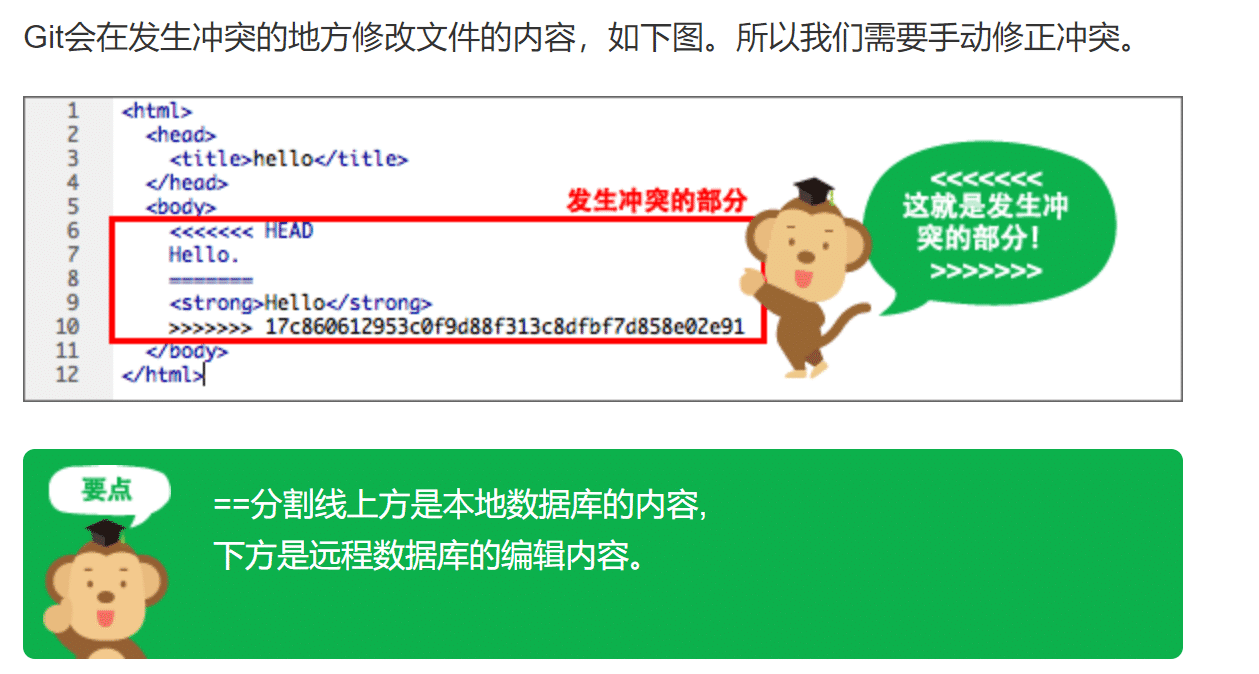 Git会在发生冲突的地方修改文件的内容，如下图。所以我们需要手动修正冲突。
1 <html>
2 <head>
3 <title>hello</title>
4 </head>
发生冲突的部分
5 <body>
6 <<<<<<< HEAD
7 Hello.
8 =======
9 <strong>Hello</strong>
10 >>>>>>> 17c860612953c0f9d88f313c8dfbf7d858e02e91
11 </body>
12 </html>
<<<<<<<
这就是发生冲
突的部分！
>>>>>>>
要点
==分割线上方是本地数据库的内容,
下方是远程数据库的编辑内容。